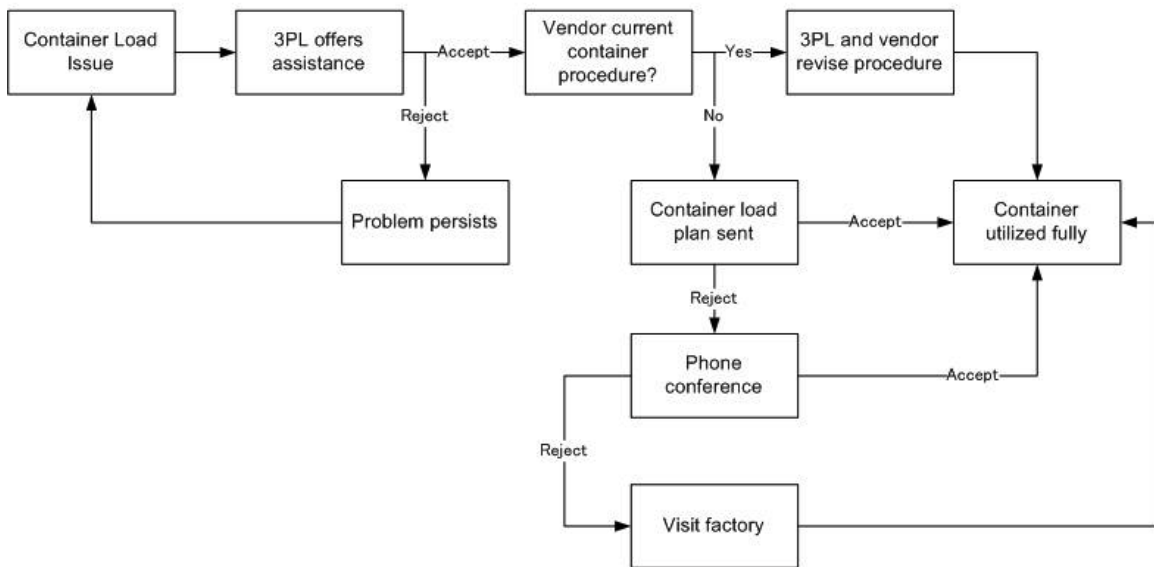 Container Load
Issue
3PL offers
assistance
Accept
Vendor current
container
procedure?
Yes
3PL and vendor
revise procedure
Reject
No
Problem persists
Container load
plan sent
Accept
Container
utilized fully
Reject
Phone
conference
Accept
Reject
Visit factory